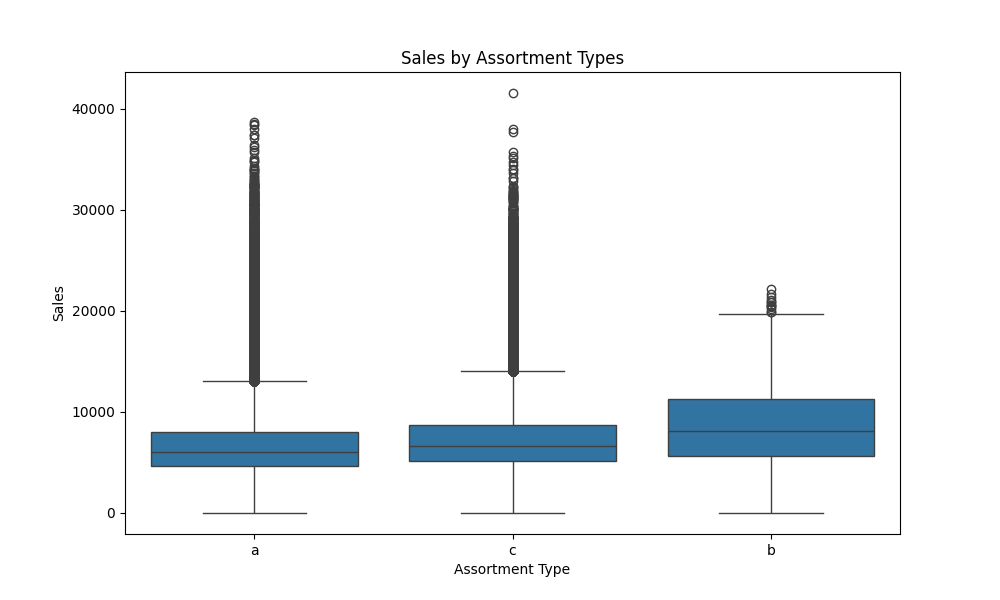 Sales by Assortment Types
40000
30000
20000
10000
0
Sales
a
c
b
Assortment Type